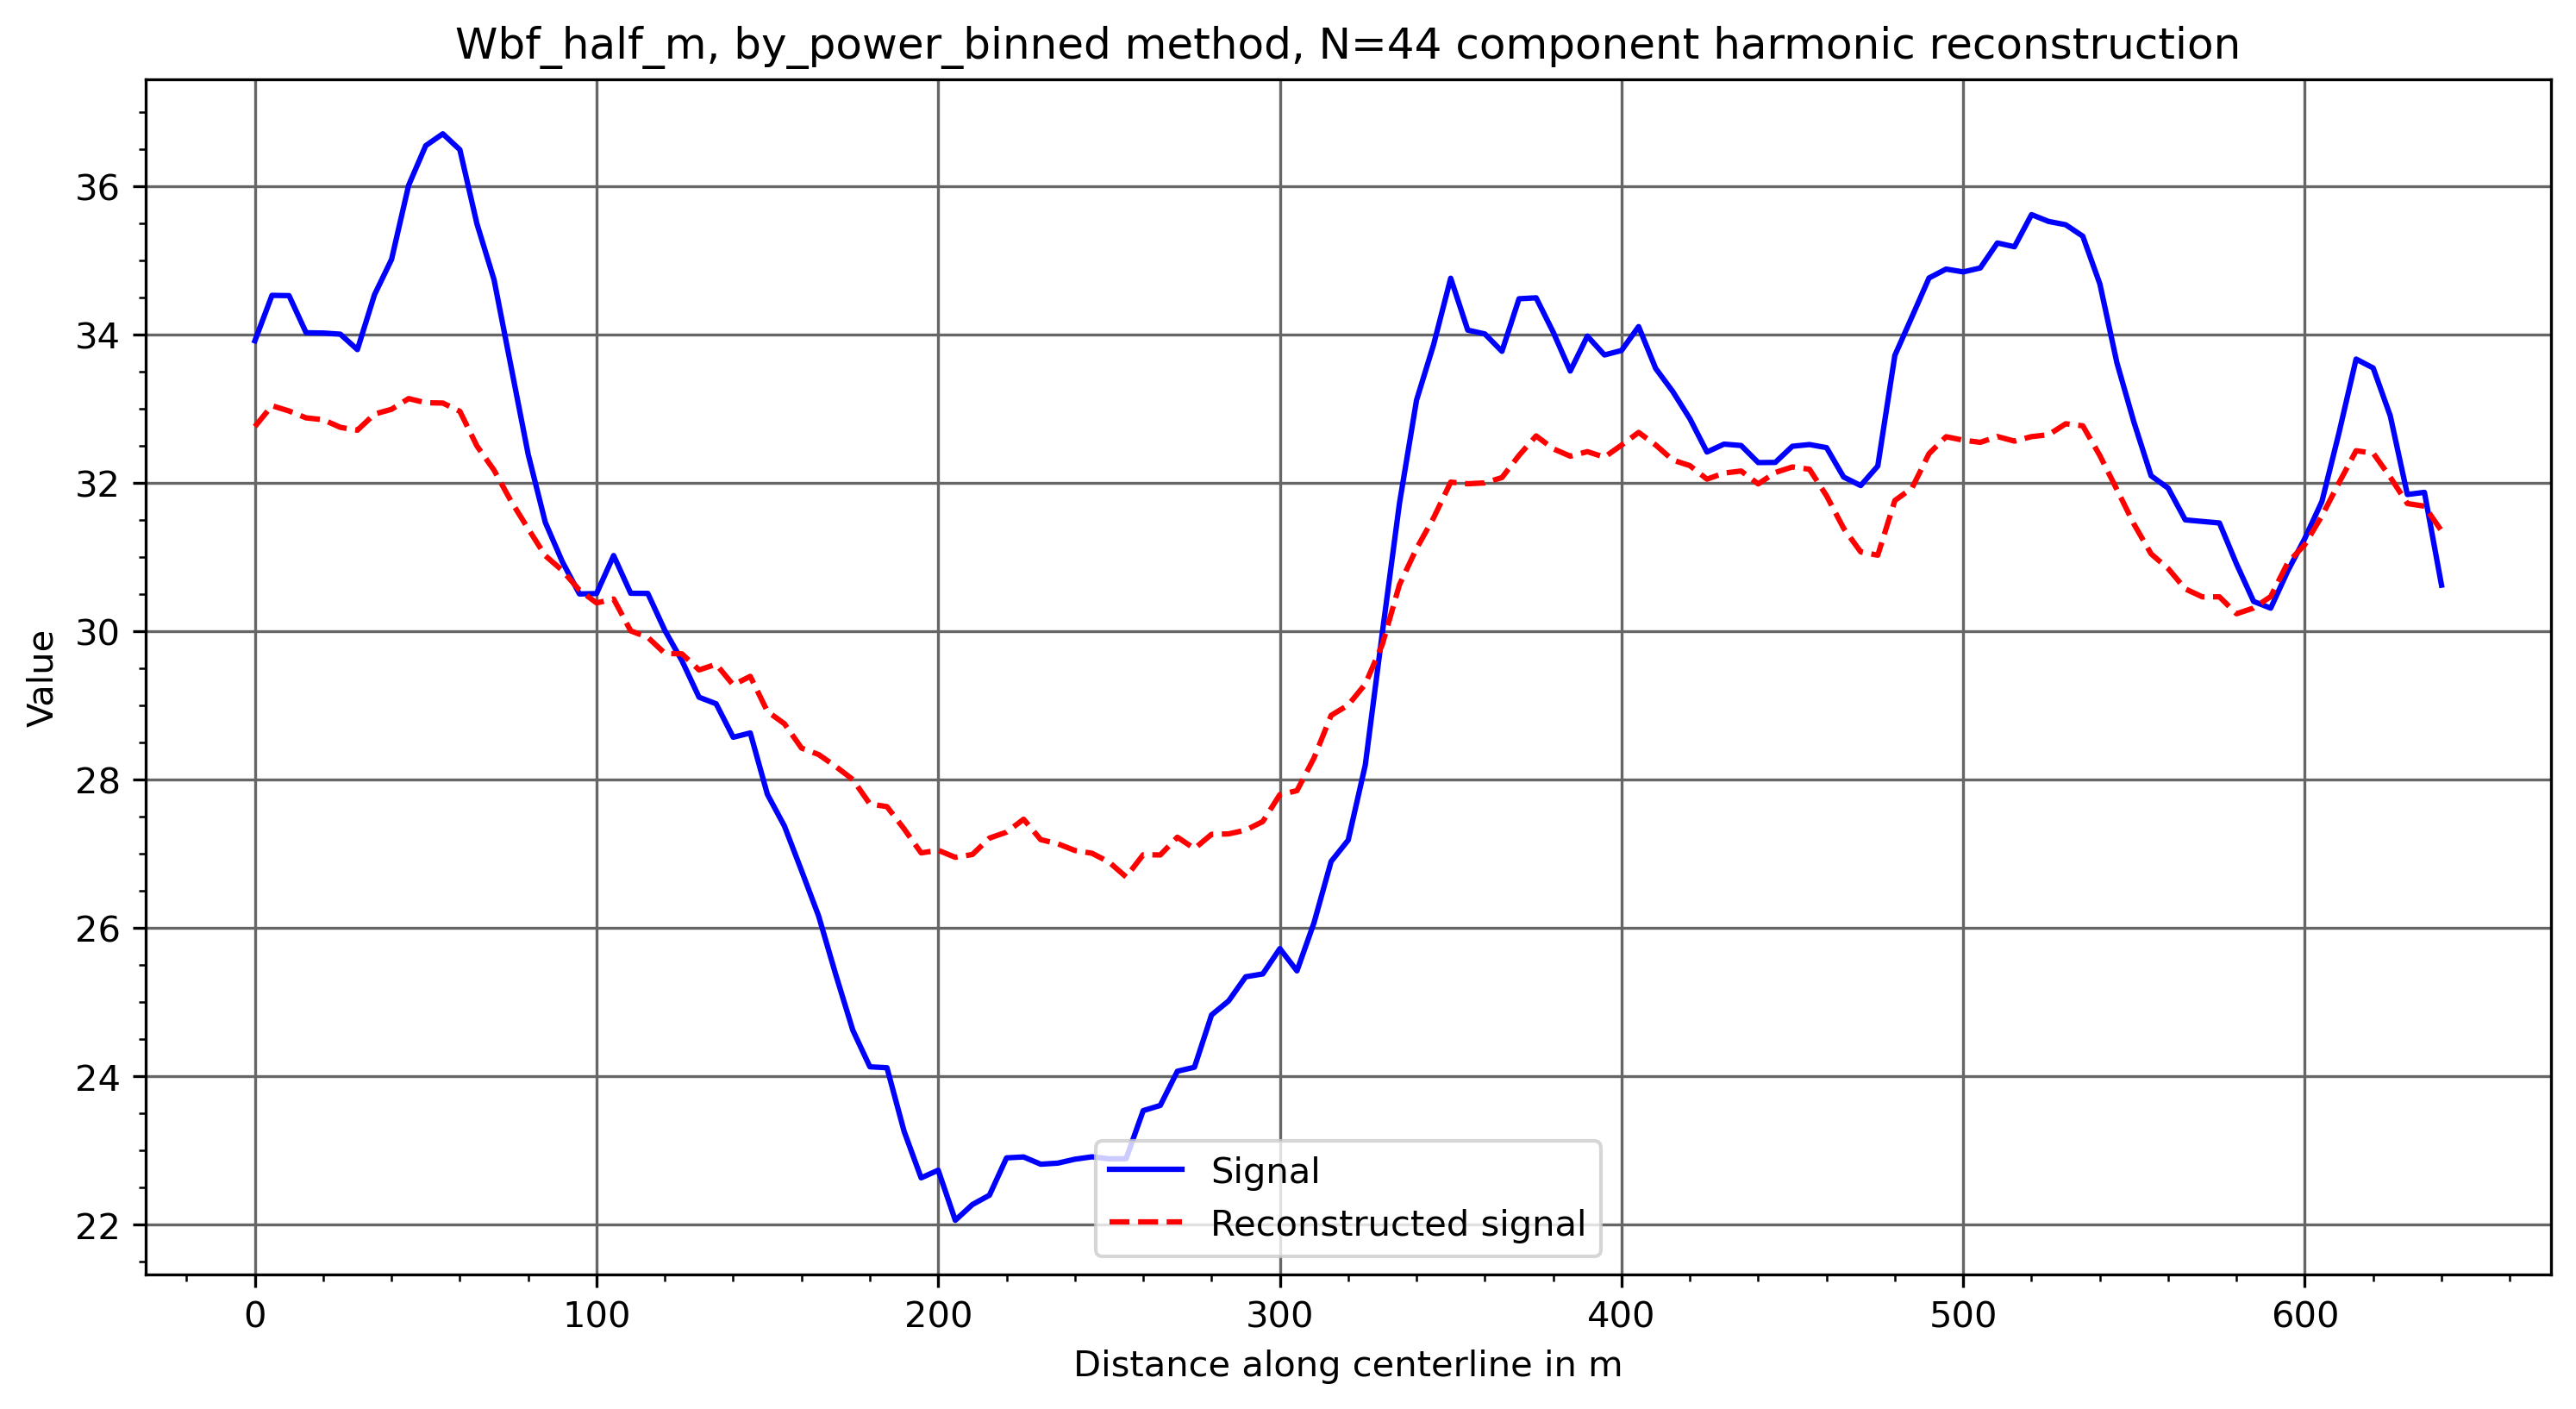 Wbf_half_m, by_power_binned method, N=44 component harmonic reconstruction
Value
36
34
32
30
28
26
24
22
Signal
Reconstructed signal
0 100 200 300 400 500 600
Distance along centerline in m